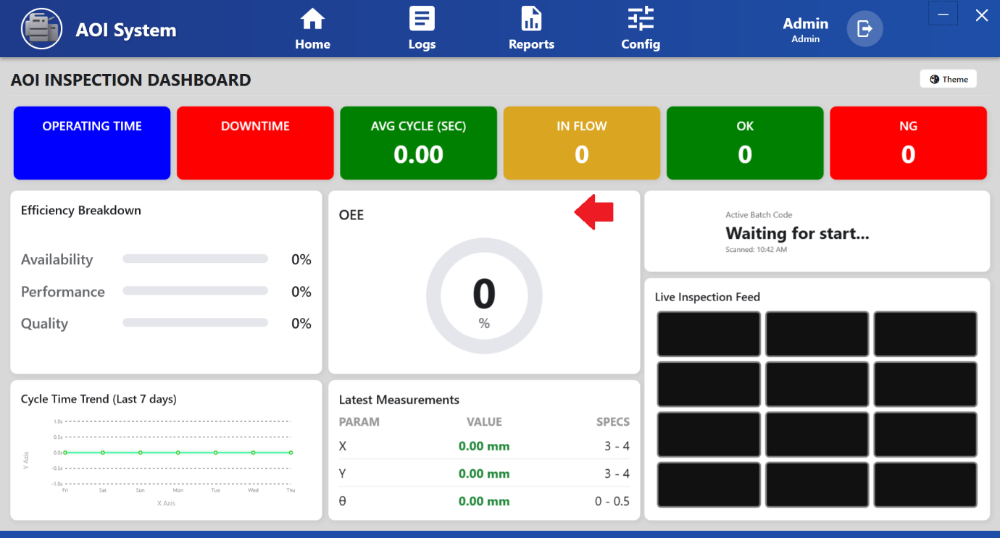 AOI System
Home
Logs
Reports
Config
Admin
Admin
AOI INSPECTION DASHBOARD
Theme
OPERATING TIME
DOWNTIME
AVG CYCLE (SEC)
0.00
IN FLOW
0
OK
0
NG
0
Efficiency Breakdown
Availability 0%
Performance 0%
Quality 0%
OEE
0
%
Active Batch Code
Waiting for start...
Scanned: 10:42 AM
Live Inspection Feed
Cycle Time Trend (Last 7 days)
Y Axis
1.0s
0.5s
0.0s
-0.5s
-1.0s
Fri Sat Sun Mon Tue Wed Thu
X Axis
Latest Measurements
PARAM VALUE SPECS
X 0.00 mm 3 - 4
Y 0.00 mm 3 - 4
θ 0.00 mm 0 - 0.5